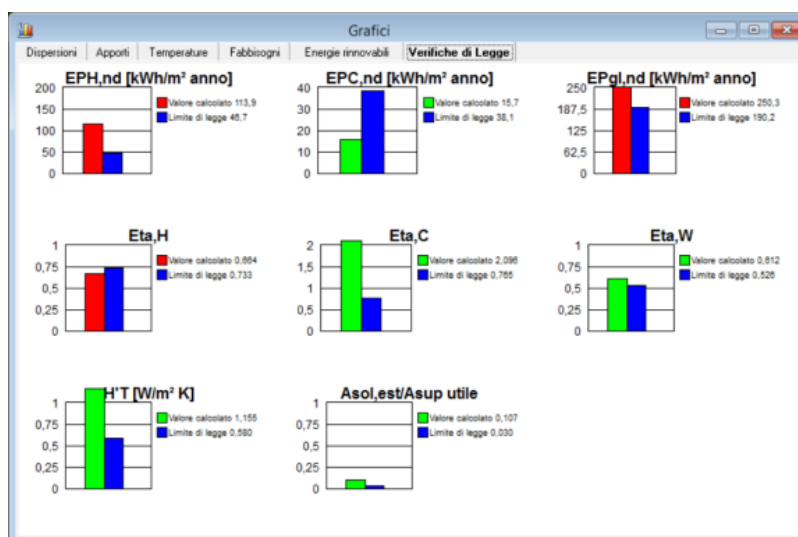 Grafici
Dispersioni Apporti Temperature Fabbisogni Energie rinnovabili Verifiche di Legge
EPH,nd [kWh/m² anno]
200
150
100
50
0
Valore calcolato 113,9
Limite di legge 46,7
EPC,nd [kWh/m² anno]
40
30
20
10
0
Valore calcolato 15,7
Limite di legge 38,1
EPgl,nd [kWh/m² anno]
250
187,5
125
62,5
0
Valore calcolato 250,3
Limite di legge 190,2
Eta,H
1
0,75
0,5
0,25
0
Valore calcolato 0,664
Limite di legge 0,733
Eta,C
2
1,5
1
0,5
0
Valore calcolato 2,096
Limite di legge 0,765
Eta,W
1
0,75
0,5
0,25
0
Valore calcolato 0,612
Limite di legge 0,526
H'T [W/m² K]
1
0,75
0,5
0,25
0
Valore calcolato 1,155
Limite di legge 0,580
Asol,est/Asup utile
1
0,75
0,5
0,25
0
Valore calcolato 0,107
Limite di legge 0,030